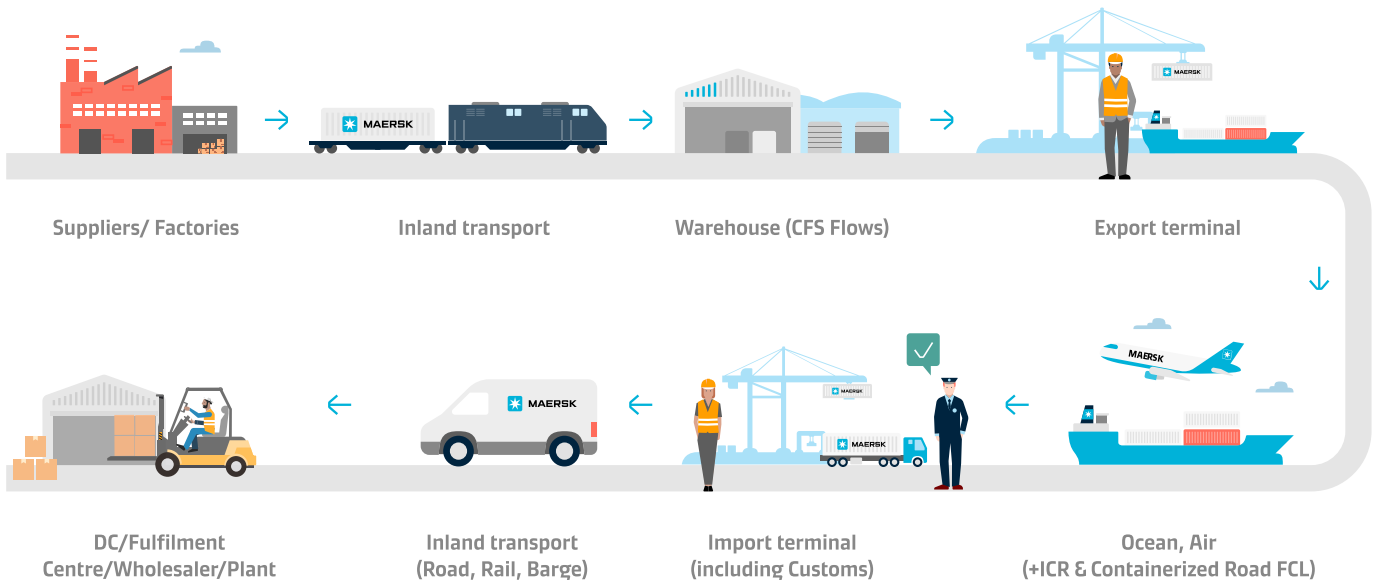 MAERSK
MAERSK
Suppliers/ Factories
Inland transport
Warehouse (CFS Flows)
Export terminal
MAERSK
MAERSK
MAERSK
MAERSK
DC/Fulfilment
Centre/Wholesaler/Plant
Inland transport
(Road, Rail, Barge)
Import terminal
(including Customs)
Ocean, Air
(+ICR & Containerized Road FCL)